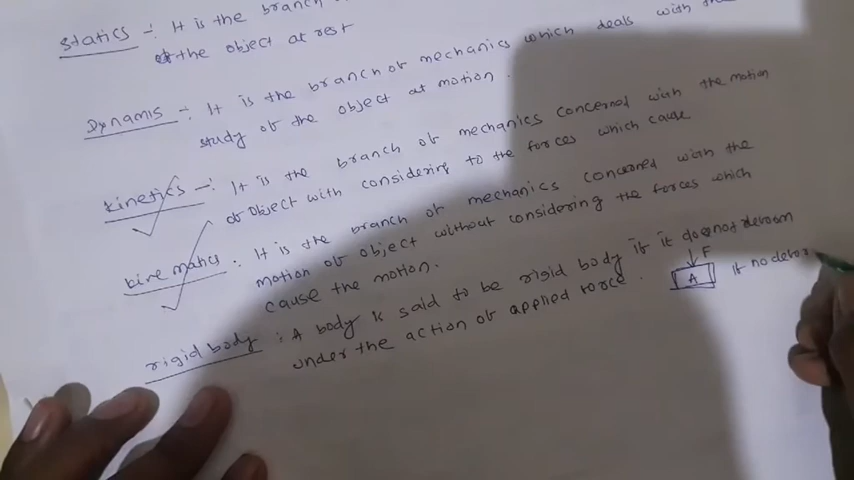 Statics :- It is the branch
of the object at rest
Dynamis :- It is the branch of mechanics which deals with the
study of the object at motion.
Kinetics :- It is the branch of mechanics concerned with the motion
of object with considering to the forces which cause
Kinematics : It is the branch of mechanics concerned with the
motion of object without considering the forces which
cause the motion.
rigid body : A body is said to be rigid body if it does not deform
under the action of applied force.
F
A
If no defor